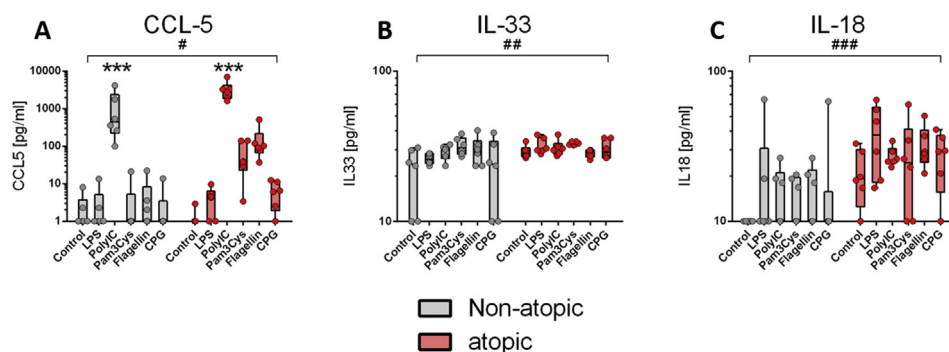 A
CCL-5
#
***
***
CCL5 [pg/ml]
10000
1000
100
10
1
Control
LPS
PolyIC
Pam3Cys
Flagellin
CPG
Control
LPS
PolyIC
Pam3Cys
Flagellin
CPG
B
IL-33
##
IL33 [pg/ml]
100
10
Control
LPS
PolyIC
Pam3Cys
Flagellin
CPG
Control
LPS
PolyIC
Pam3Cys
Flagellin
CPG
C
IL-18
###
IL18 [pg/ml]
100
10
Control
LPS
PolyIC
Pam3Cys
Flagellin
CPG
Control
LPS
PolyIC
Pam3Cys
Flagellin
CPG
Non-atopic
atopic